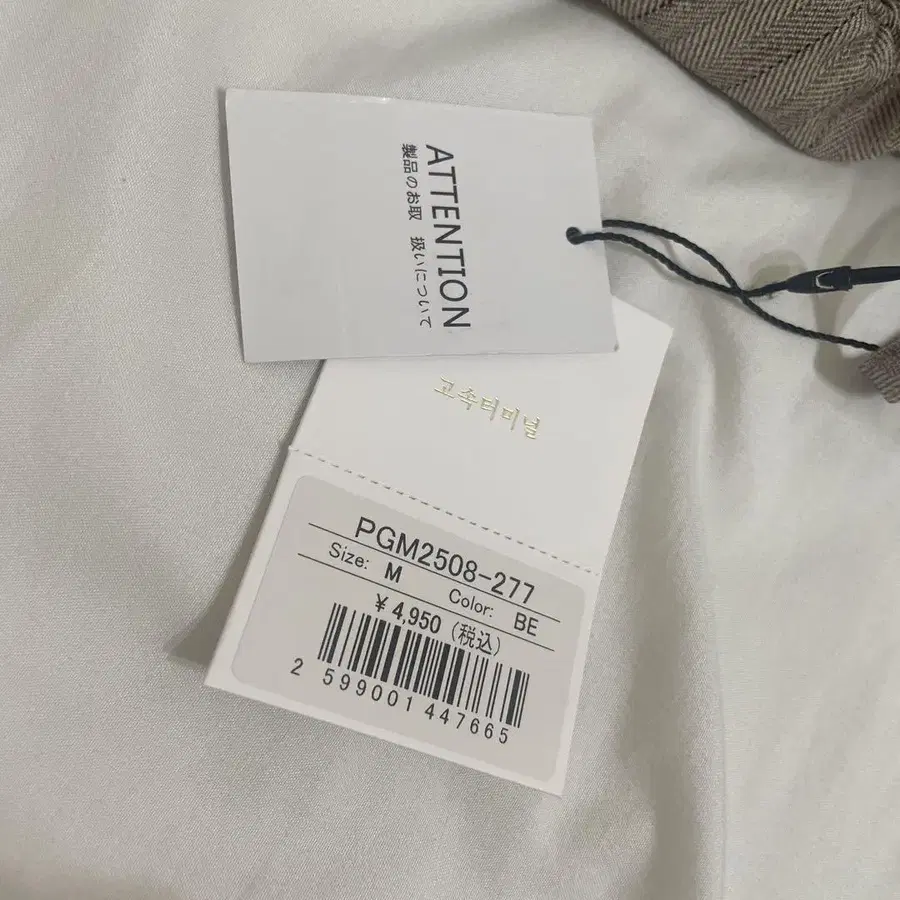 ATTENTION
製品のお取 扱いについて
고속터미널
PGM2508-277
Size: M Color: BE
¥ 4,950 (税込)
2 599001 447665